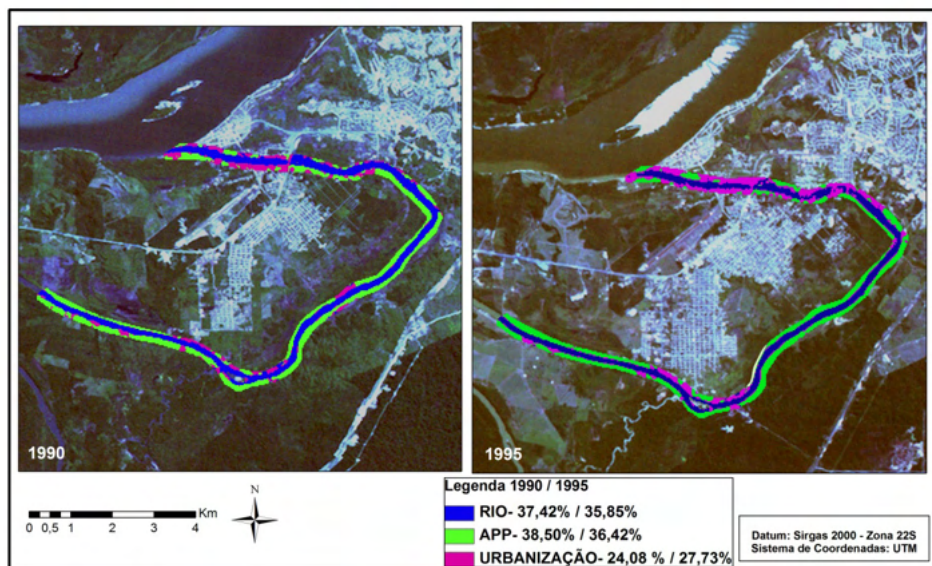 1990
1995
Km
0 0,5 1 2 3 4
N
Legenda 1990 / 1995
RIO- 37,42% / 35,85%
APP- 38,50% / 36,42%
URBANIZAÇÃO- 24,08 % / 27,73%
Datum: Sirgas 2000 - Zona 22S
Sistema de Coordenadas: UTM